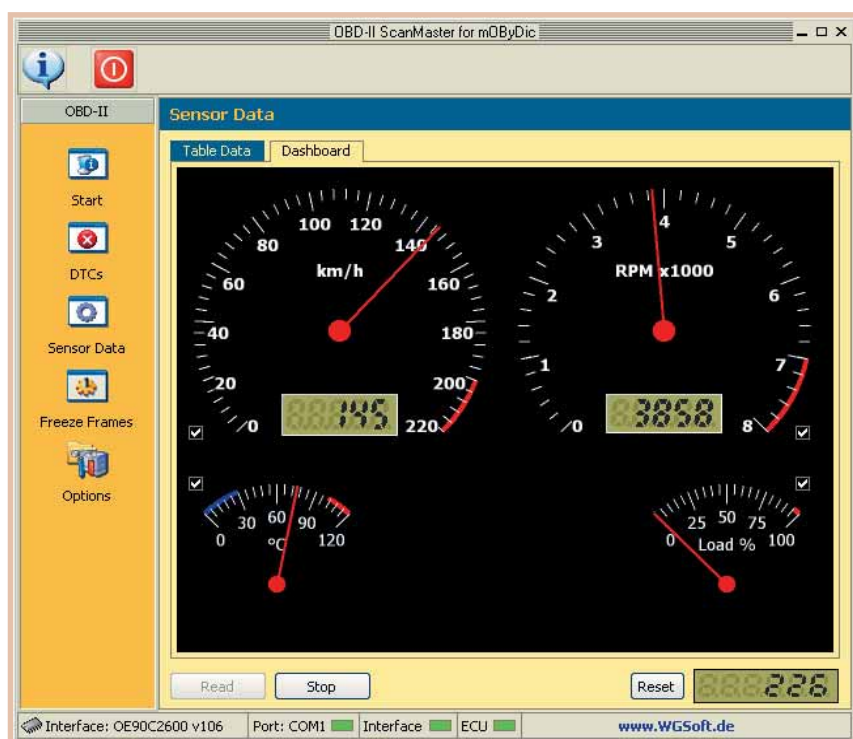 OBD-II ScanMaster for mOByDic
OBD-II
Start
DTCs
Sensor Data
Freeze Frames
Options
Sensor Data
Table Data
Dashboard
0 20 40 60 80 100 120 140 160 180 200 220
km/h
145
0 1 2 3 4 5 6 7 8
RPM x1000
3858
0 30 60 90 120
°C
0 25 50 75 100
Load %
Read
Stop
Reset
226
Interface: OE90C2600 v106
Port: COM1
Interface
ECU
www.WGSoft.de